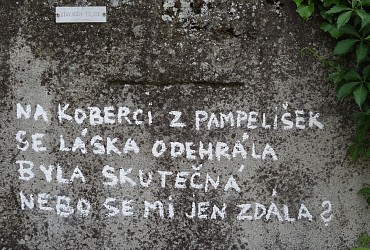 NA KOBERCI Z PAMPELIŠEK
SE LÁSKA ODEHRÁLA
BYLA SKUTEČNÁ
NEBO SE MI JEN ZDÁLA?